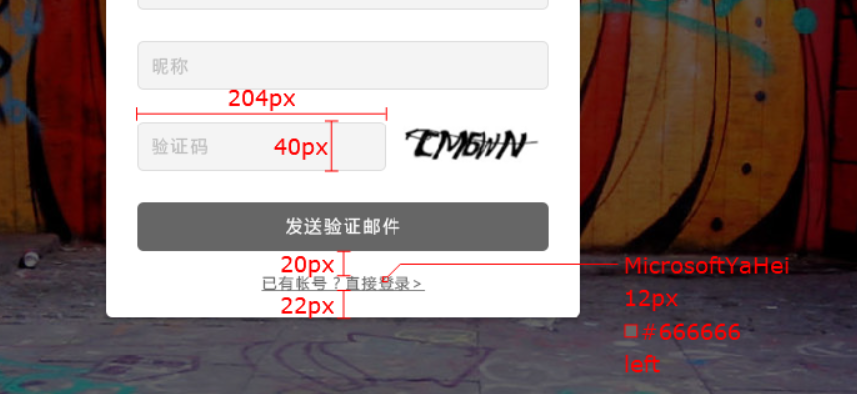 昵称
204px
验证码
40px
TM6WN
发送验证邮件
20px
已有帐号？直接登录>
22px
MicrosoftYaHei
12px
#666666
left